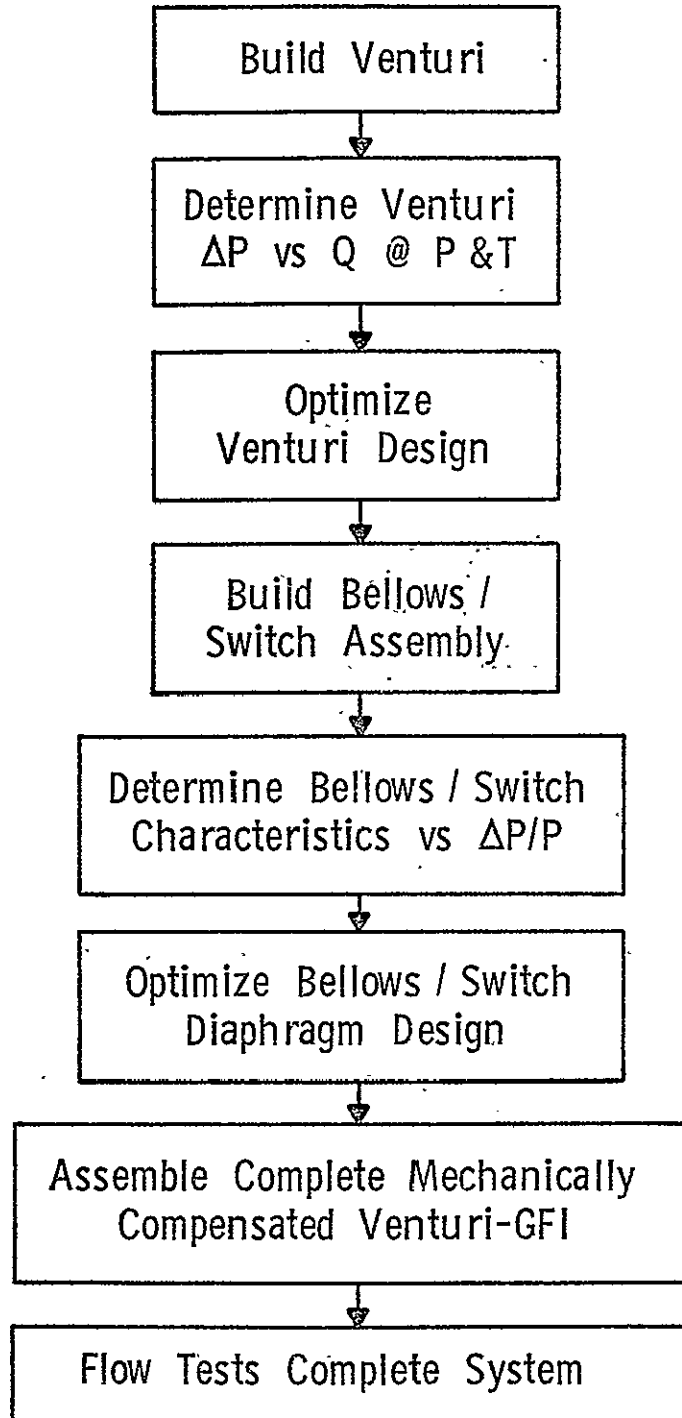 Build Venturi
Determine Venturi
ΔP vs Q @ P &T
Optimize
Venturi Design
Build Bellows /
Switch Assembly
Determine Bellows / Switch
Characteristics vs ΔP/P
Optimize Bellows / Switch
Diaphragm Design
Assemble Complete Mechanically
Compensated Venturi-GFI
Flow Tests Complete System